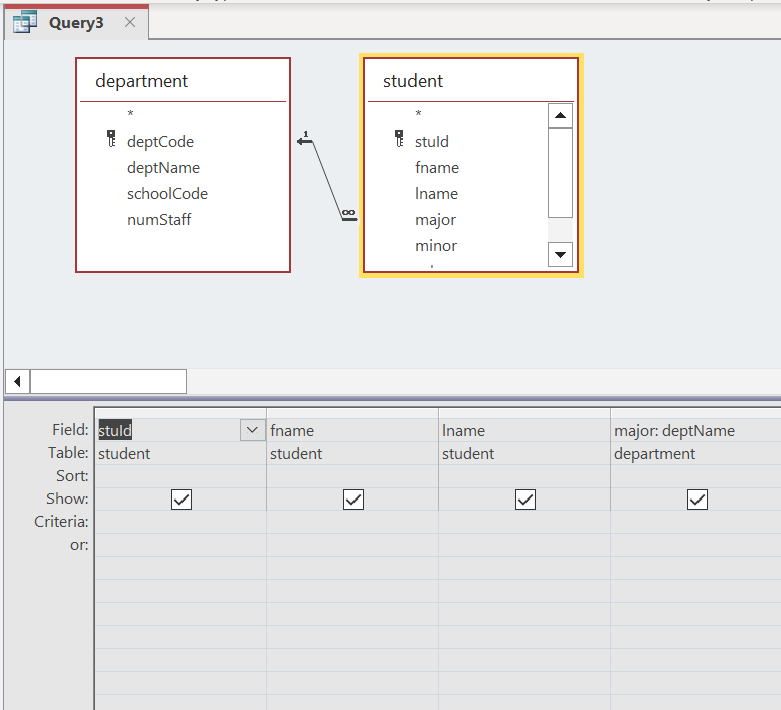 Query3
department
*
deptCode
deptName
schoolCode
numStaff
1
∞
student
*
stuId
fname
lname
major
minor
Field: stuId fname lname major: deptName
Table: student student student department
Sort:
Show:
Criteria:
or: